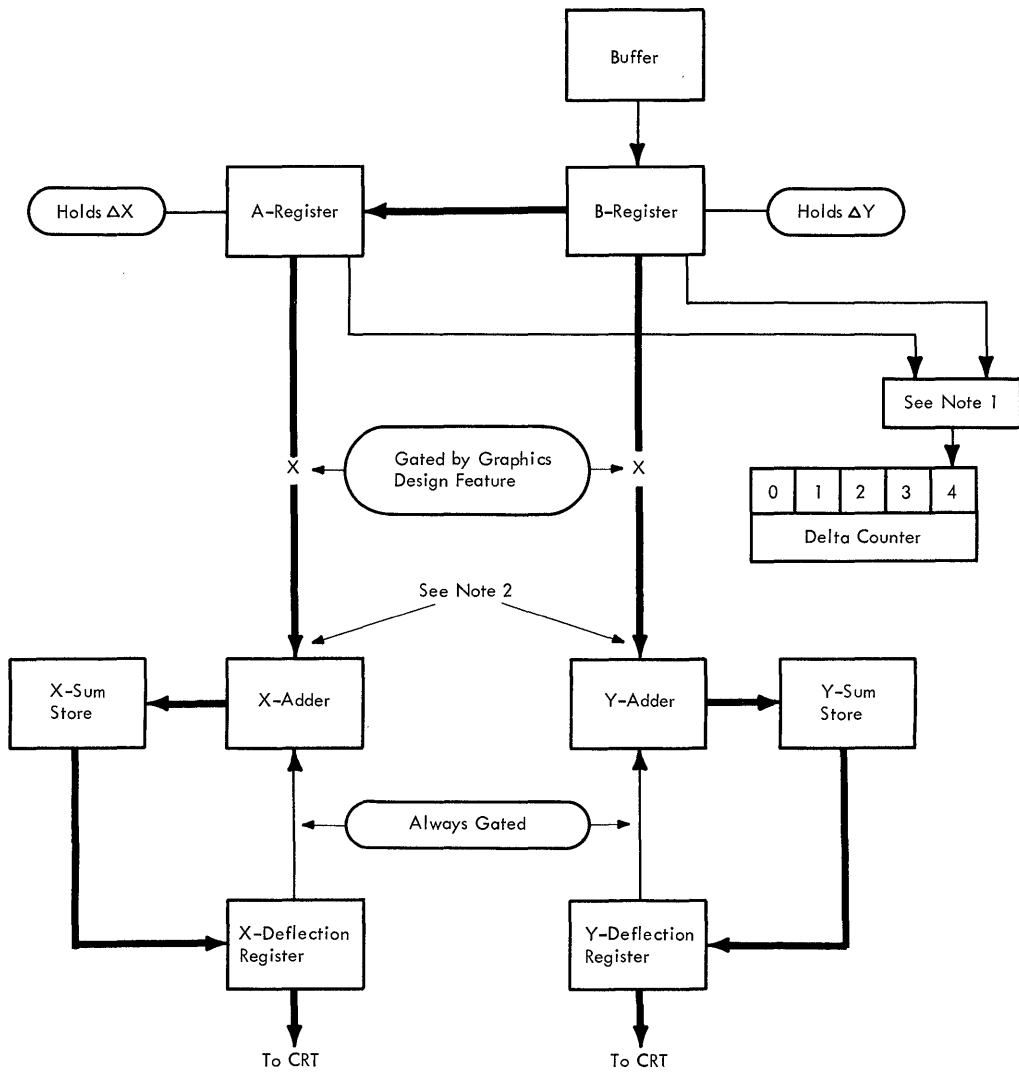 Buffer
Holds ΔX
A-Register
B-Register
Holds ΔY
See Note 1
X
Gated by Graphics
Design Feature
X
0 1 2 3 4
Delta Counter
See Note 2
X-Sum
Store
X-Adder
Y-Adder
Y-Sum
Store
Always Gated
X-Deflection
Register
Y-Deflection
Register
To CRT
To CRT